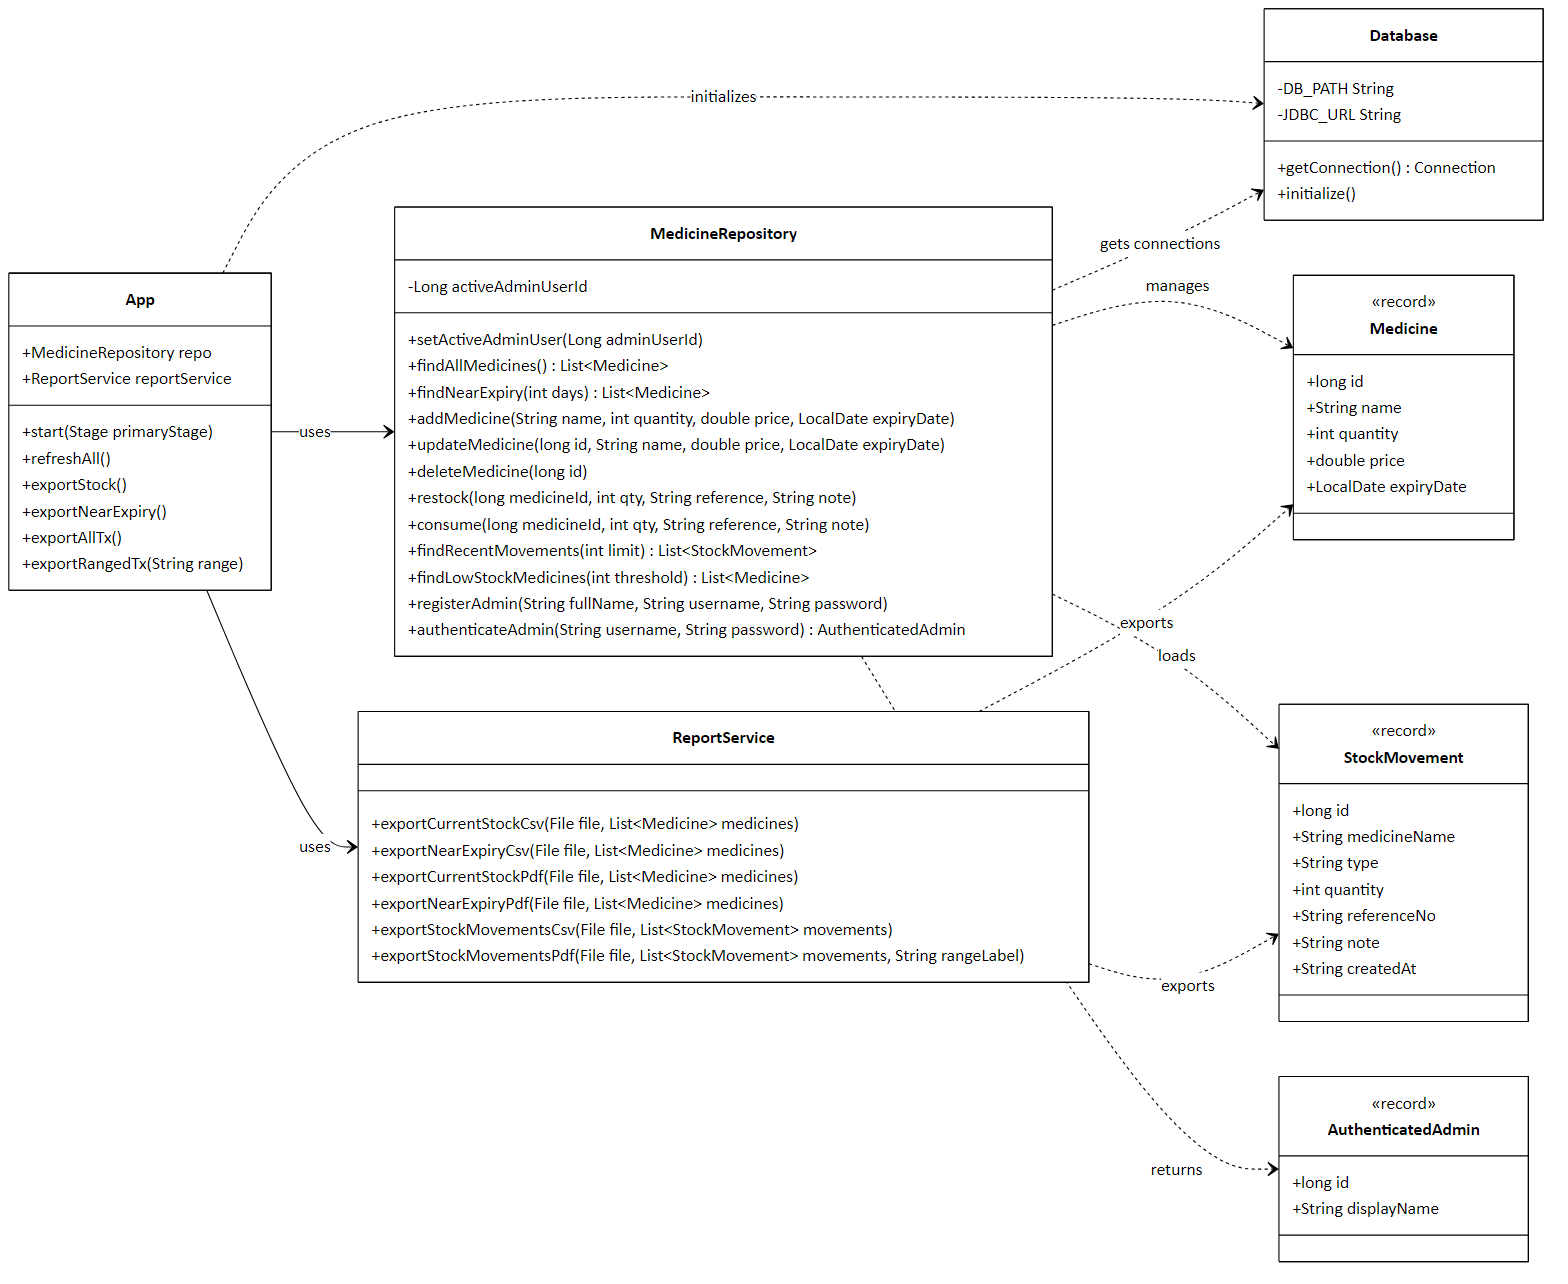 Database
-DB_PATH String
-JDBC_URL String
+getConnection() : Connection
+initialize()
initializes
MedicineRepository
-Long activeAdminUserId
+setActiveAdminUser(Long adminUserId)
+findAllMedicines() : List<Medicine>
+findNearExpiry(int days) : List<Medicine>
+addMedicine(String name, int quantity, double price, LocalDate expiryDate)
+updateMedicine(long id, String name, double price, LocalDate expiryDate)
+deleteMedicine(long id)
+restock(long medicineId, int qty, String reference, String note)
+consume(long medicineId, int qty, String reference, String note)
+findRecentMovements(int limit) : List<StockMovement>
+findLowStockMedicines(int threshold) : List<Medicine>
+registerAdmin(String fullName, String username, String password)
+authenticateAdmin(String username, String password) : AuthenticatedAdmin
gets connections
manages
App
+MedicineRepository repo
+ReportService reportService
+start(Stage primaryStage)
+refreshAll()
+exportStock()
+exportNearExpiry()
+exportAllTx()
+exportRangedTx(String range)
uses
«record»
Medicine
+long id
+String name
+int quantity
+double price
+LocalDate expiryDate
exports
loads
ReportService
+exportCurrentStockCsv(File file, List<Medicine> medicines)
+exportNearExpiryCsv(File file, List<Medicine> medicines)
+exportCurrentStockPdf(File file, List<Medicine> medicines)
+exportNearExpiryPdf(File file, List<Medicine> medicines)
+exportStockMovementsCsv(File file, List<StockMovement> movements)
+exportStockMovementsPdf(File file, List<StockMovement> movements, String rangeLabel)
uses
«record»
StockMovement
+long id
+String medicineName
+String type
+int quantity
+String referenceNo
+String note
+String createdAt
exports
returns
«record»
AuthenticatedAdmin
+long id
+String displayName